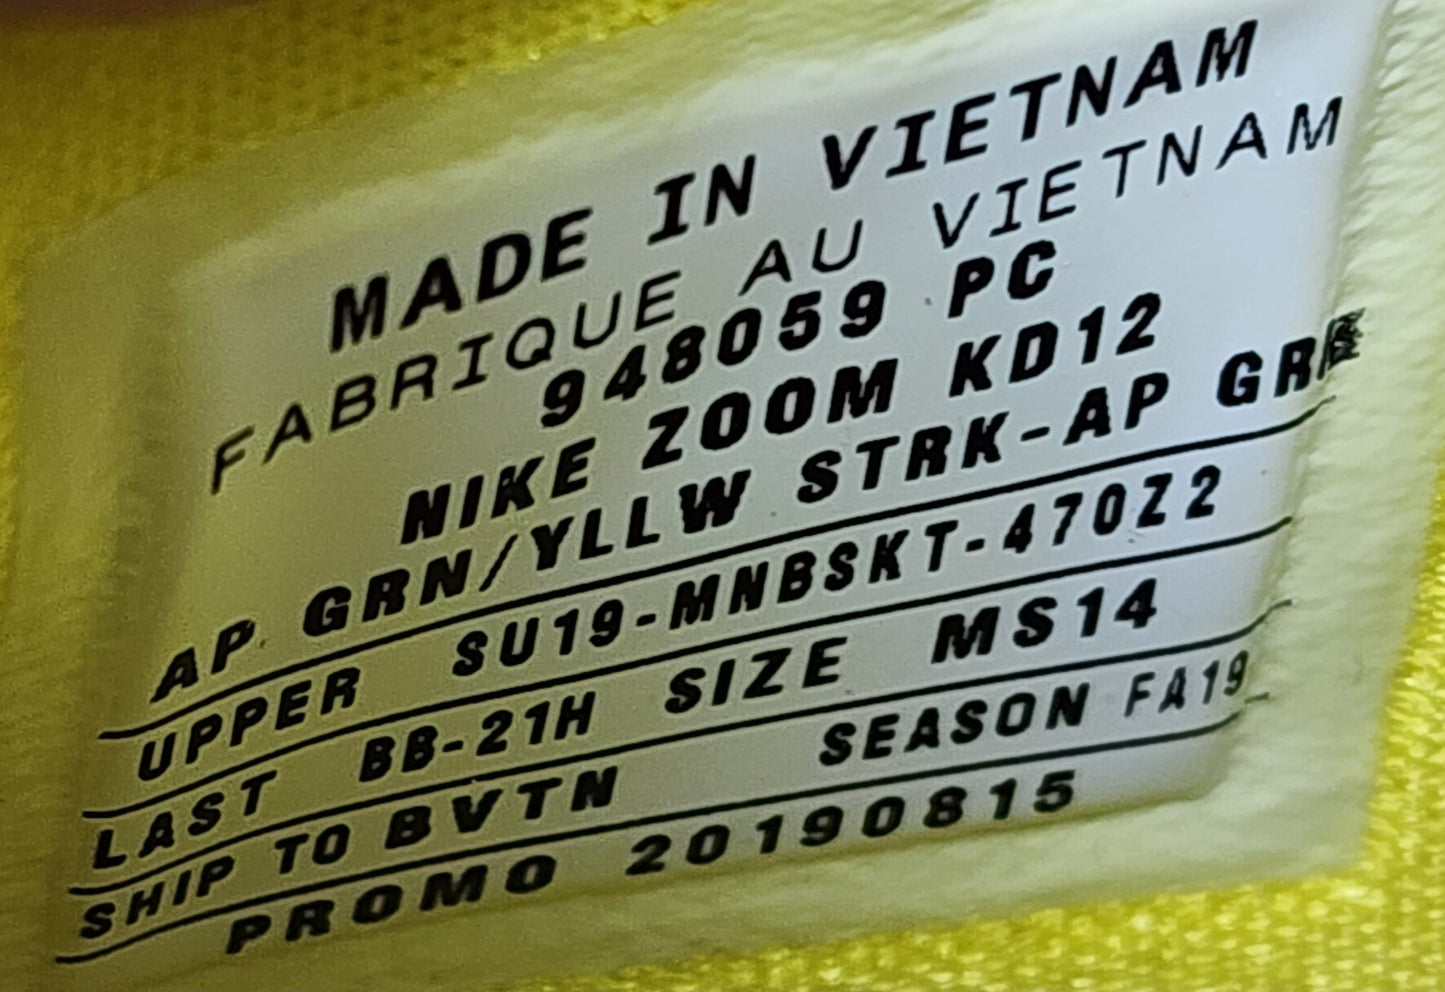 MADE IN VIETNAM
FABRIQUE AU VIETNAM
948059 PC
NIKE ZOOM KD12
AP GRN/YLLW STRK-AP
UPPER SU19-MNBSKT-470Z2
LAST BB-21H SIZE MS14
SHIP TO BVTN SEASON FA19
PROMO 20190815